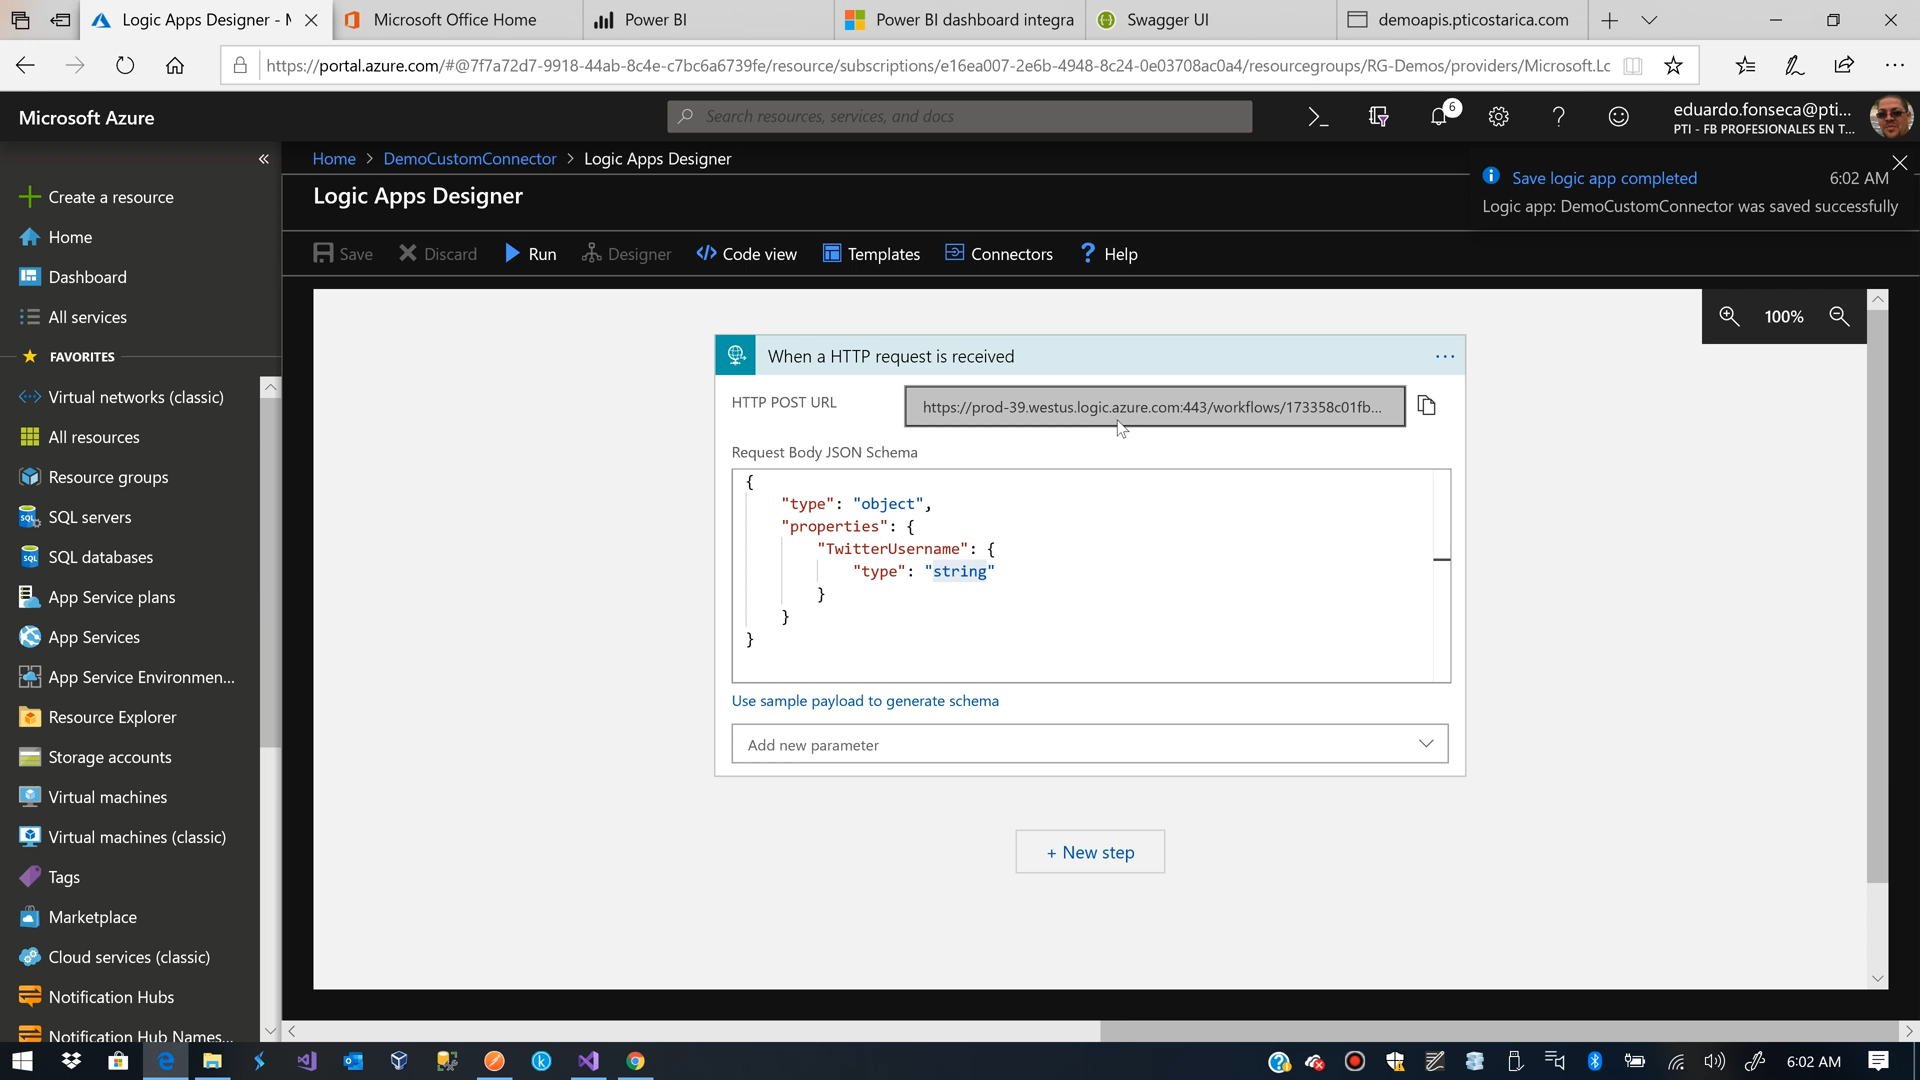 Logic Apps Designer - M
Microsoft Office Home
Power BI
Power BI dashboard integra
Swagger UI
demoapis.pticostarica.com
https://portal.azure.com/#@7f7a72d7-9918-44ab-8c4e-c7bc6a6739fe/resource/subscriptions/e16ea007-2e6b-4948-8c24-0e03708ac0a4/resourcegroups/RG-Demos/providers/Microsoft.Lc
Microsoft Azure
Search resources, services, and docs
6
eduardo.fonseca@pti...
PTI - FB PROFESIONALES EN T...
Home > DemoCustomConnector > Logic Apps Designer
Logic Apps Designer
Save logic app completed
6:02 AM
Logic app: DemoCustomConnector was saved successfully
Save
Discard
Run
Designer
Code view
Templates
Connectors
Help
Create a resource
Home
Dashboard
All services
FAVORITES
Virtual networks (classic)
All resources
Resource groups
SQL servers
SQL databases
App Service plans
App Services
App Service Environmen...
Resource Explorer
Storage accounts
Virtual machines
Virtual machines (classic)
Tags
Marketplace
Cloud services (classic)
Notification Hubs
Notification Hub Names...
100%
When a HTTP request is received
HTTP POST URL
https://prod-39.westus.logic.azure.com:443/workflows/173358c01fb...
Request Body JSON Schema
{
"type": "object",
"properties": {
"TwitterUsername": {
"type": "string"
}
}
}
Use sample payload to generate schema
Add new parameter
+ New step
6:02 AM